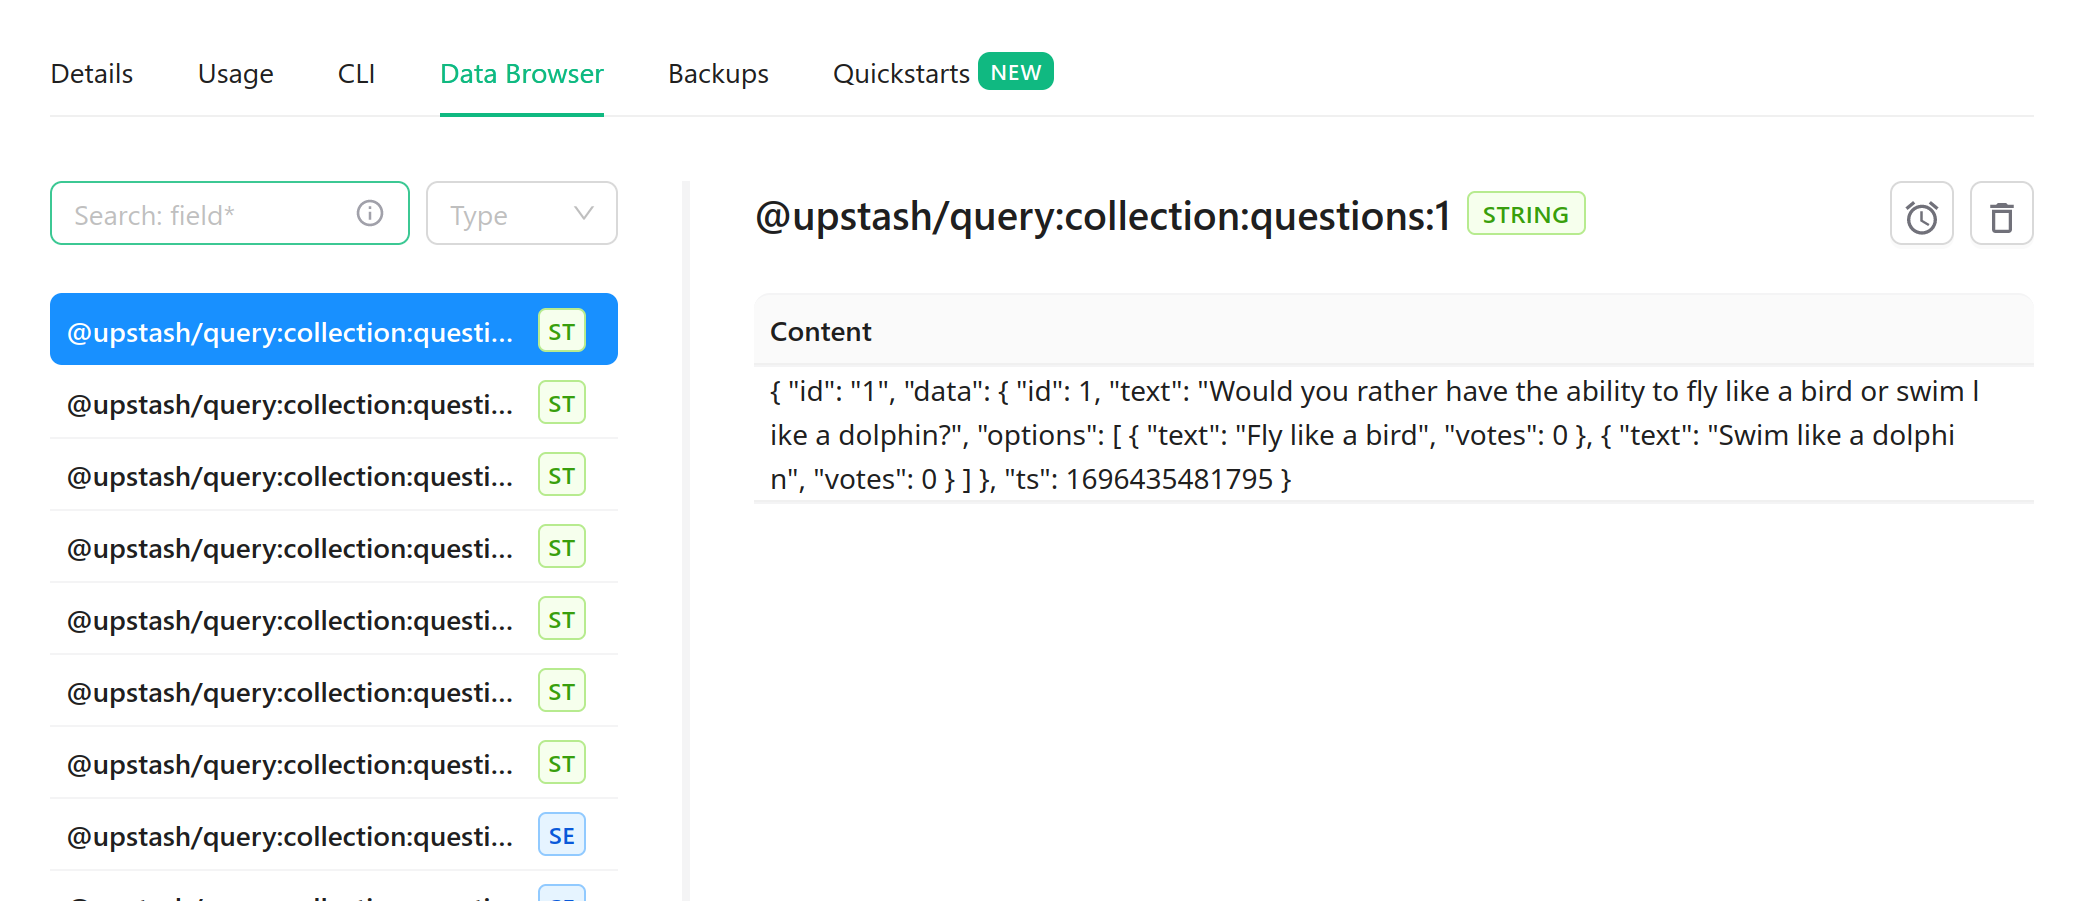 Details Usage CLI Data Browser Backups Quickstarts NEW
Search: field*
Type
@upstash/query:collection:questi... ST
@upstash/query:collection:questi... ST
@upstash/query:collection:questi... ST
@upstash/query:collection:questi... ST
@upstash/query:collection:questi... ST
@upstash/query:collection:questi... ST
@upstash/query:collection:questi... ST
@upstash/query:collection:questi... SE
@upstash/query:collection:questions:1 STRING
Content
{ "id": "1", "data": { "id": 1, "text": "Would you rather have the ability to fly like a bird or swim l
ike a dolphin?", "options": [ { "text": "Fly like a bird", "votes": 0 }, { "text": "Swim like a dolphi
n", "votes": 0 } ] }, "ts": 1696435481795 }